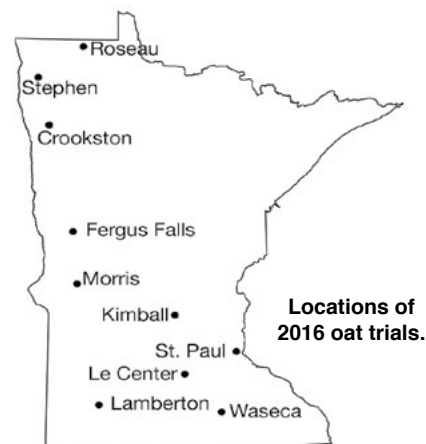 Roseau
Stephen
Crookston
Fergus Falls
Morris
Kimball
Locations of
2016 oat trials.
St. Paul
Le Center
Lamberton
Waseca